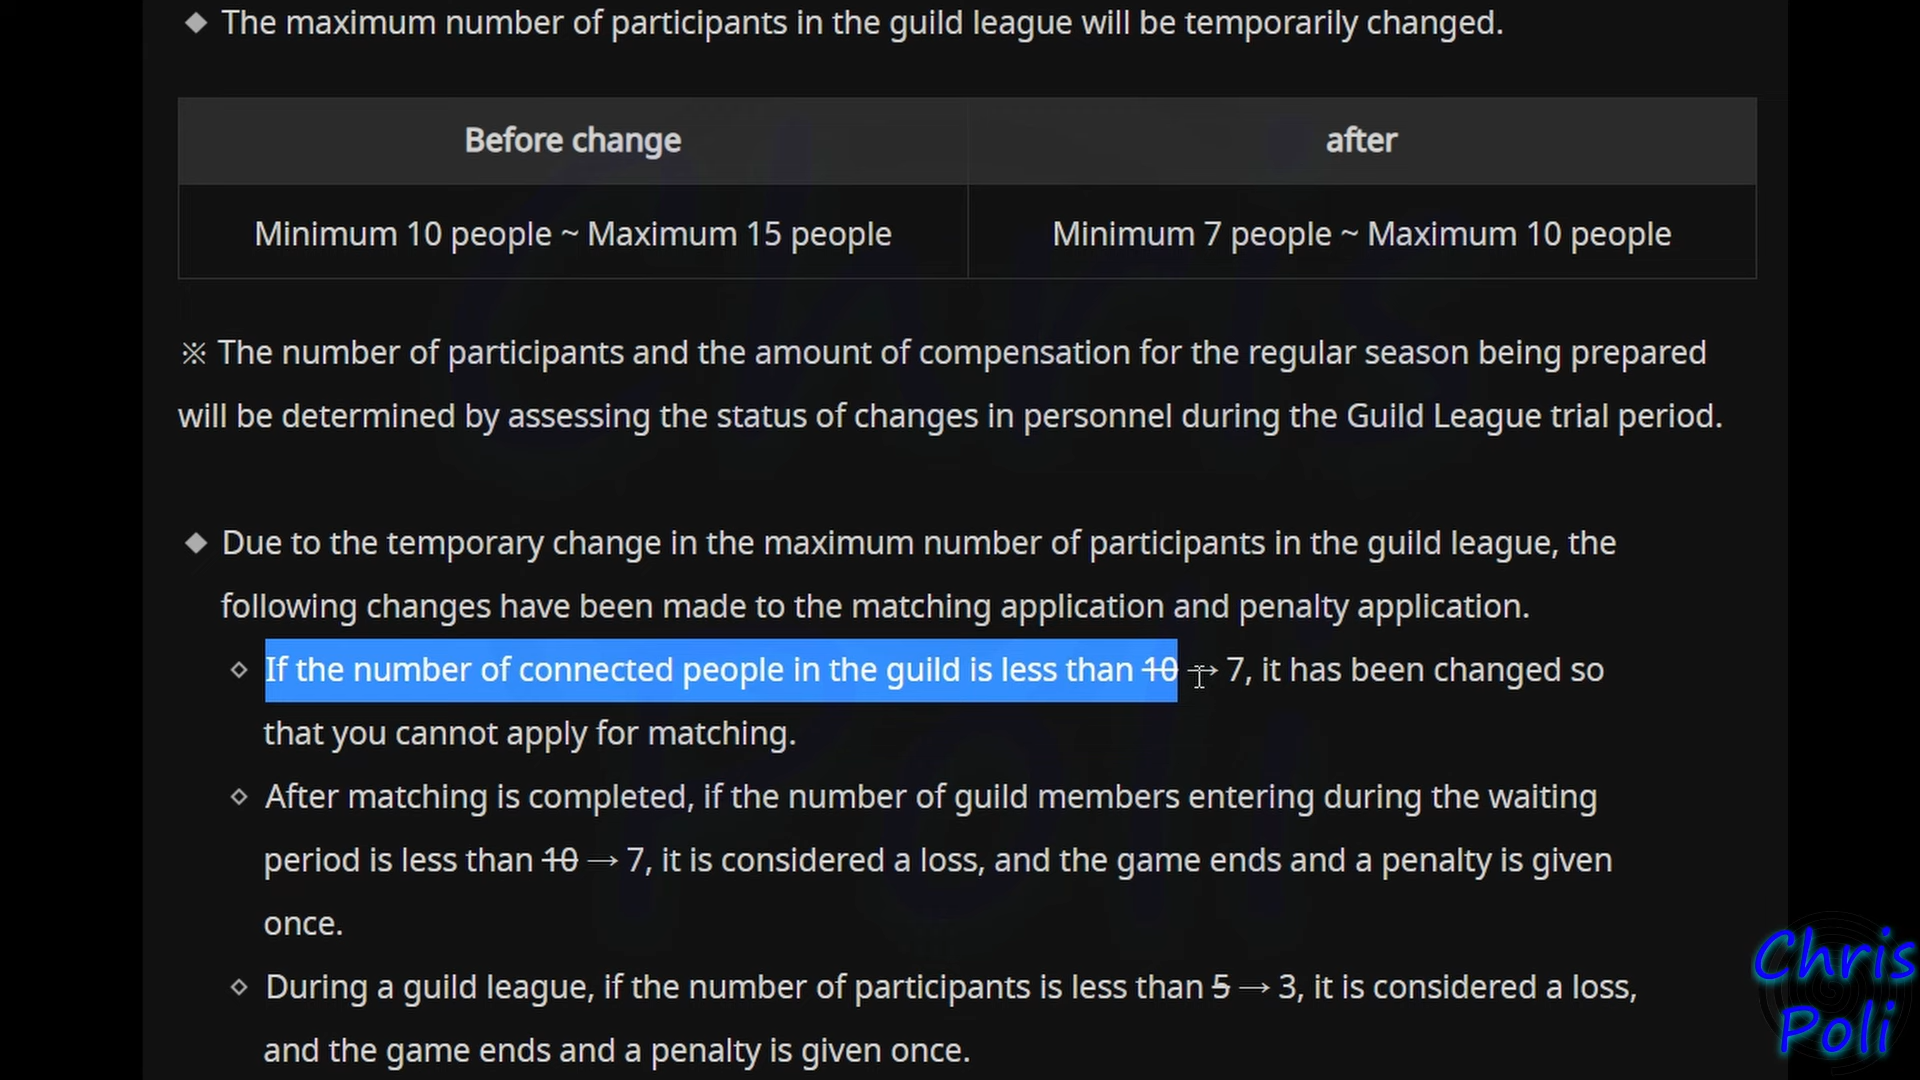 ◆ The maximum number of participants in the guild league will be temporarily changed.
Before change after
Minimum 10 people ~ Maximum 15 people Minimum 7 people ~ Maximum 10 people
※ The number of participants and the amount of compensation for the regular season being prepared
will be determined by assessing the status of changes in personnel during the Guild League trial period.
◆ Due to the temporary change in the maximum number of participants in the guild league, the
following changes have been made to the matching application and penalty application.
◇ If the number of connected people in the guild is less than 10 → 7, it has been changed so
that you cannot apply for matching.
◇ After matching is completed, if the number of guild members entering during the waiting
period is less than 10 → 7, it is considered a loss, and the game ends and a penalty is given
once.
◇ During a guild league, if the number of participants is less than 5 → 3, it is considered a loss,
and the game ends and a penalty is given once.
Chris
Poli